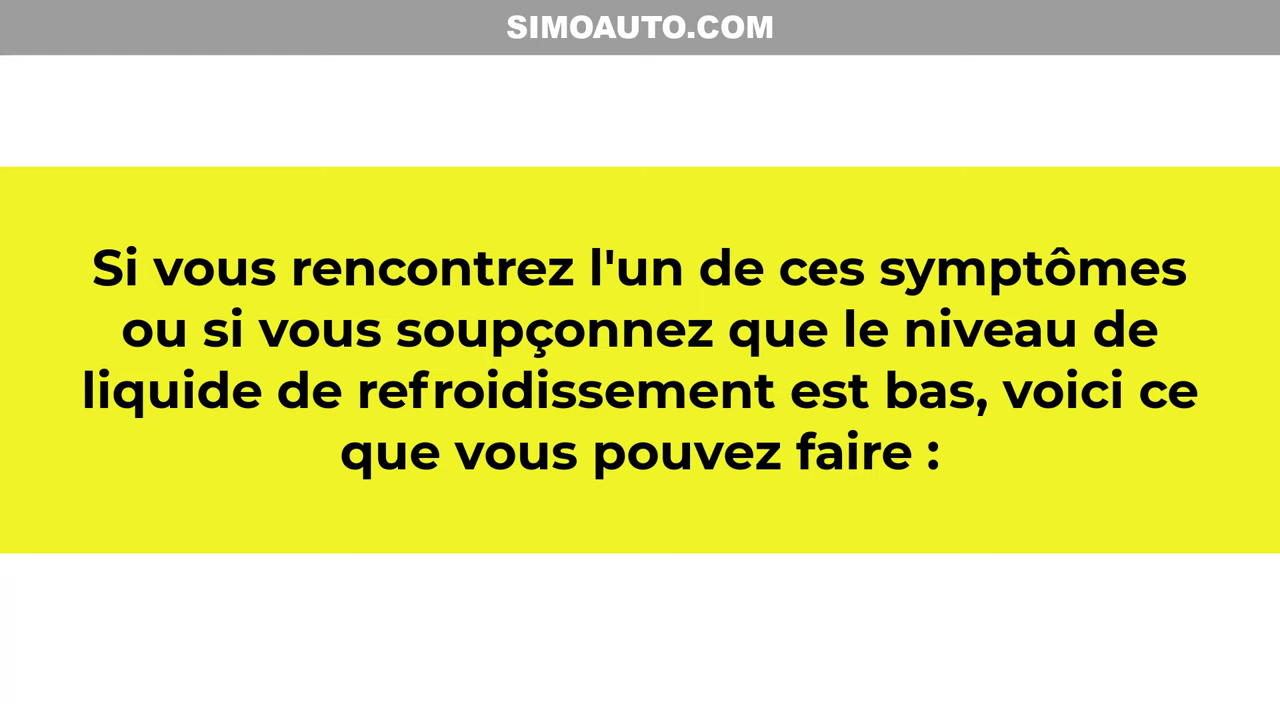 SIMOAUTO.COM
Si vous rencontrez l'un de ces symptômes
ou si vous soupçonnez que le niveau de
liquide de refroidissement est bas, voici ce
que vous pouvez faire :